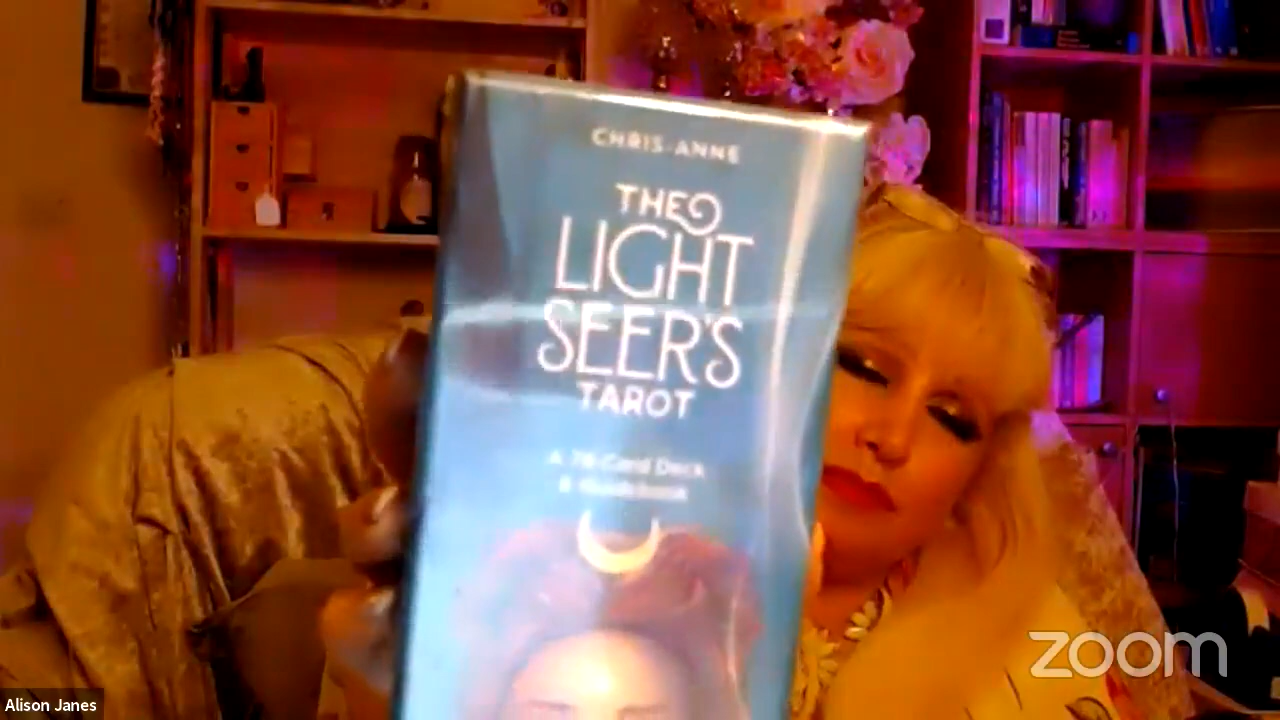 CHRIS-ANNE
THE
LIGHT
SEER'S
TAROT
A 78-Card Deck
& Guidebook
zoom
Alison Janes